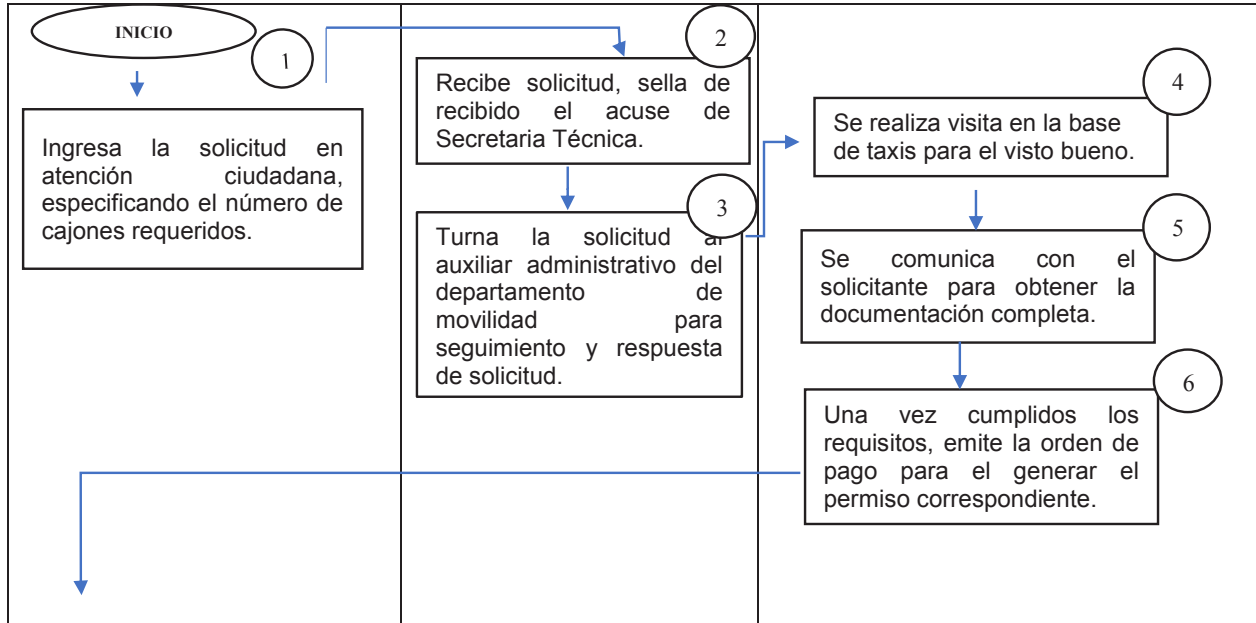 INICIO
1
Ingresa la solicitud en
atención ciudadana,
especificando el número de
cajones requeridos.
2
Recibe solicitud, sella de
recibido el acuse de
Secretaria Técnica.
3
Turna la solicitud al
auxiliar administrativo del
departamento de
movilidad para
seguimiento y respuesta
de solicitud.
4
Se realiza visita en la base
de taxis para el visto bueno.
5
Se comunica con el
solicitante para obtener la
documentación completa.
6
Una vez cumplidos los
requisitos, emite la orden de
pago para el generar el
permiso correspondiente.